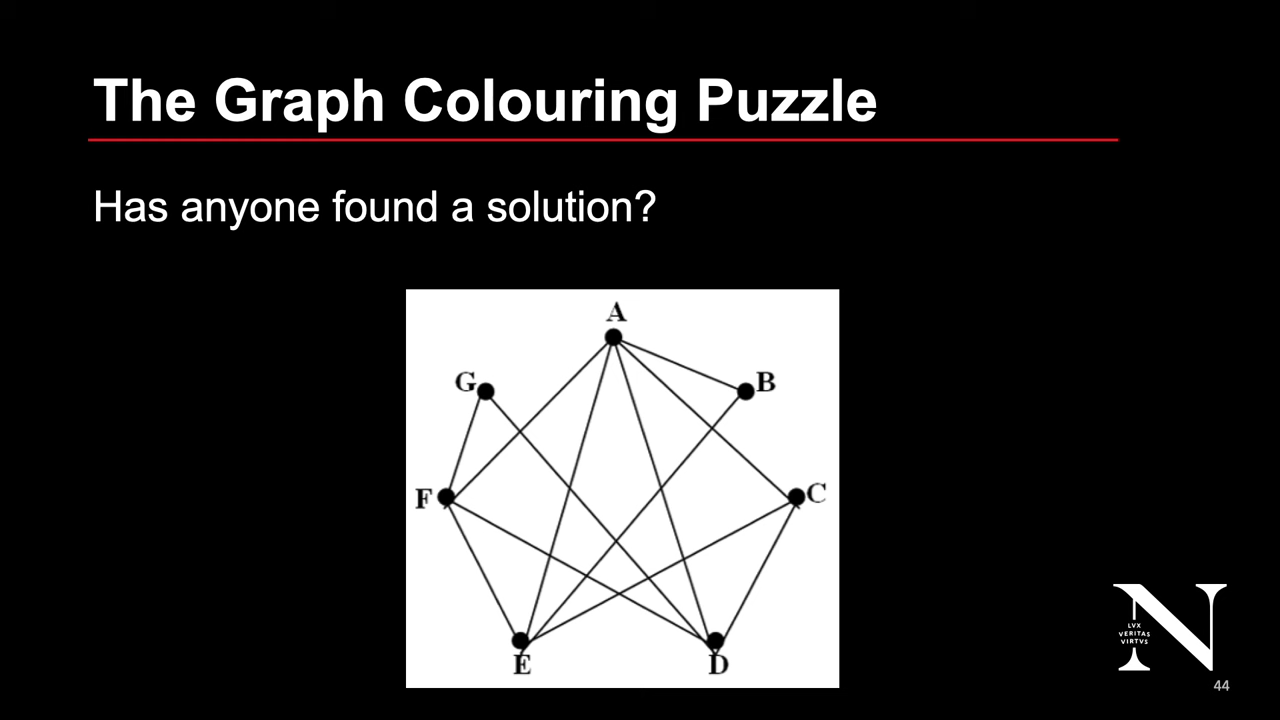 The Graph Colouring Puzzle
Has anyone found a solution?
A
G
B
F
C
E
D
LVX
VERITAS
VIRTVS
44